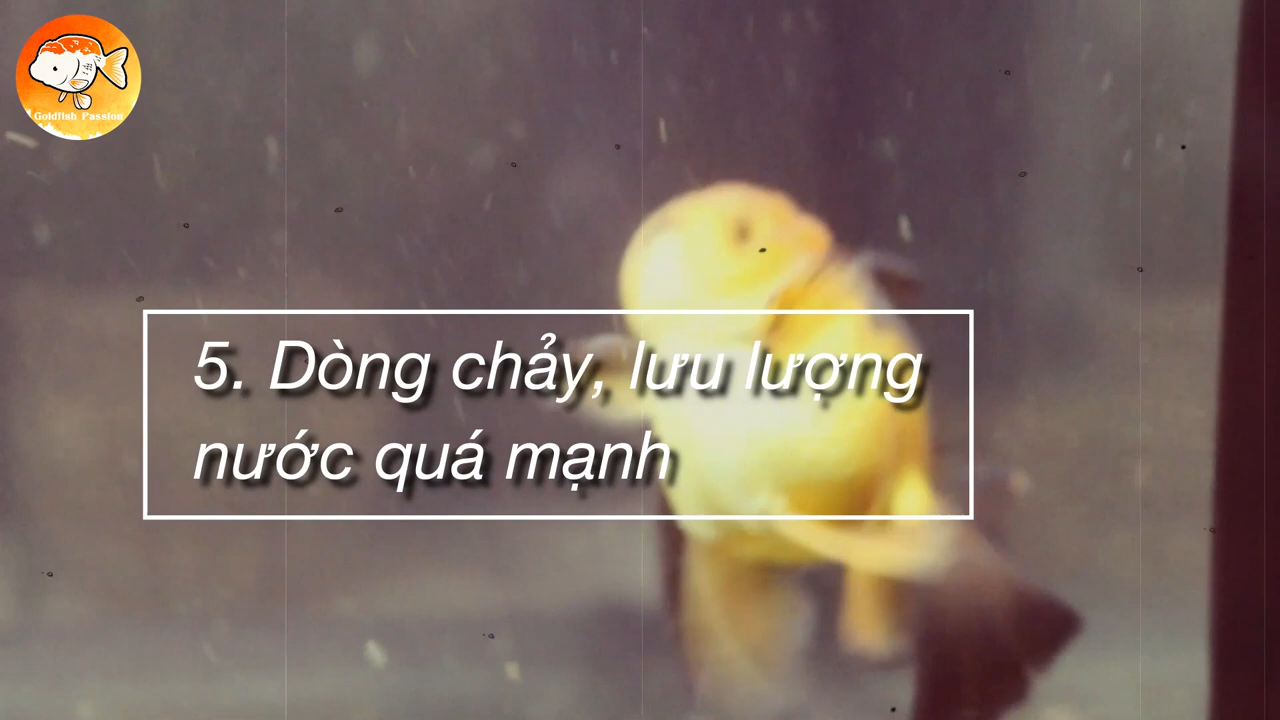 Goldfish Passion
5. Dòng chảy, lưu lượng
nước quá mạnh